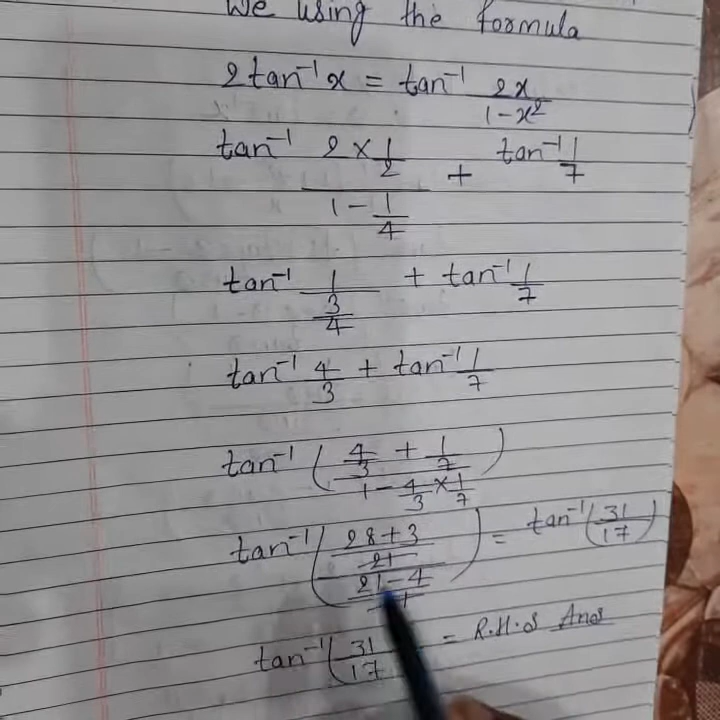 We using the formula
2tan⁻¹x = tan⁻¹ 2x/(1-x²)
tan⁻¹ (2×1/2)/(1-1/4) + tan⁻¹ 1/7
tan⁻¹ 1/(3/4) + tan⁻¹ 1/7
tan⁻¹ 4/3 + tan⁻¹ 1/7
tan⁻¹ ((4/3 + 1/7)/(1 - 4/3 × 1/7))
tan⁻¹ (((28+3)/21)/((21-4)/21)) = tan⁻¹(31/17)
tan⁻¹(31/17) = R.H.S Ans